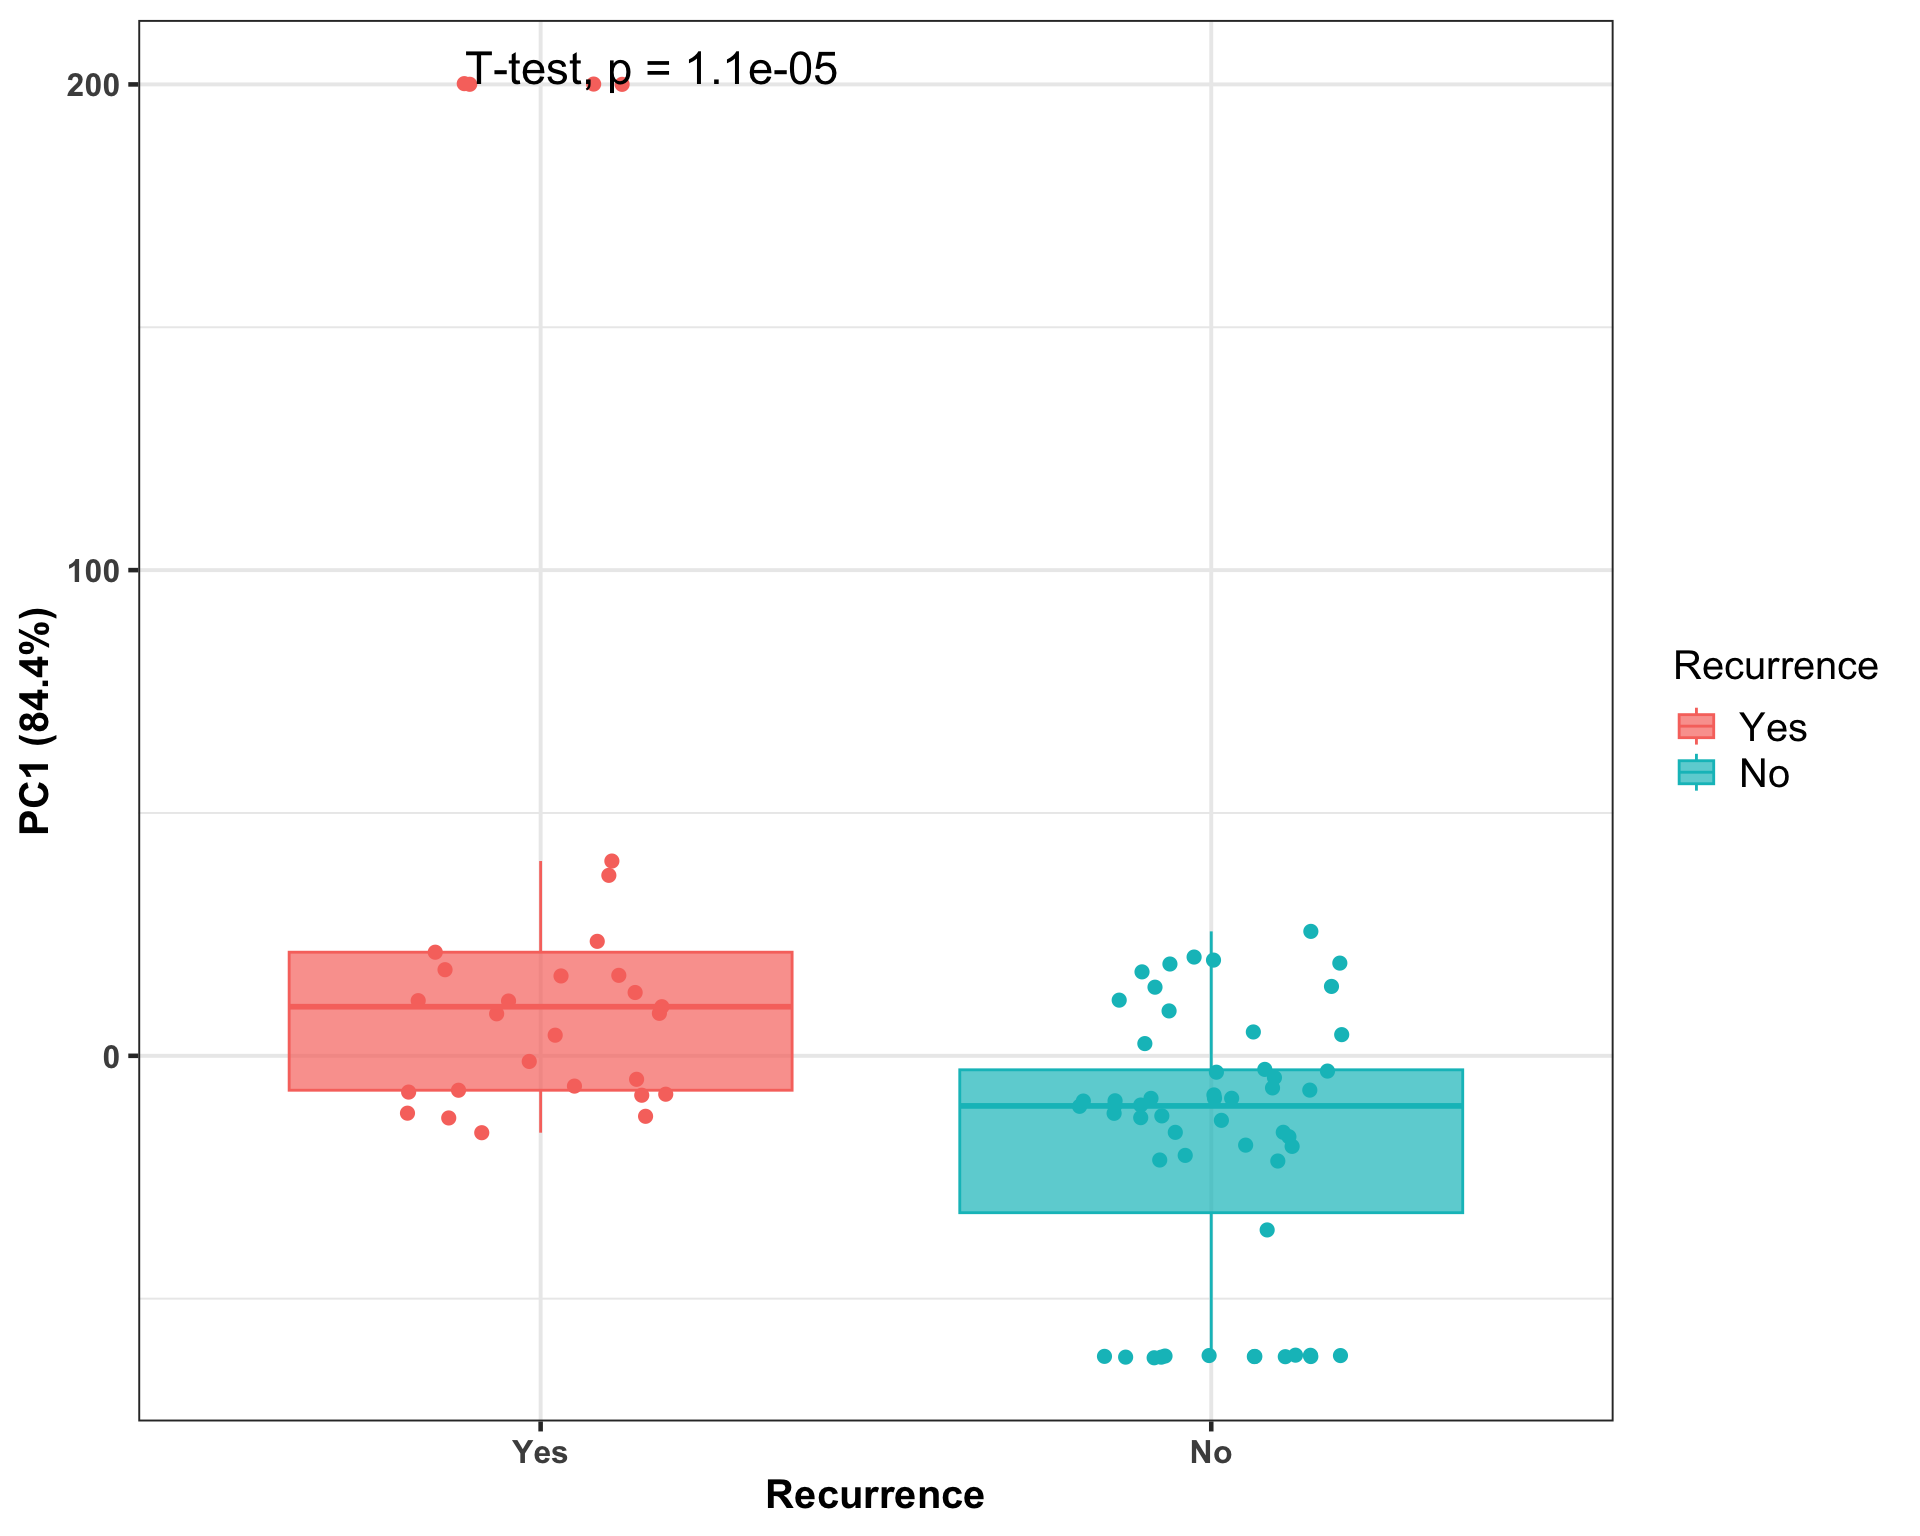 T-test, p = 1.1e-05
200
100
0
PC1 (84.4%)
Yes
No
Recurrence
Recurrence
Yes
No